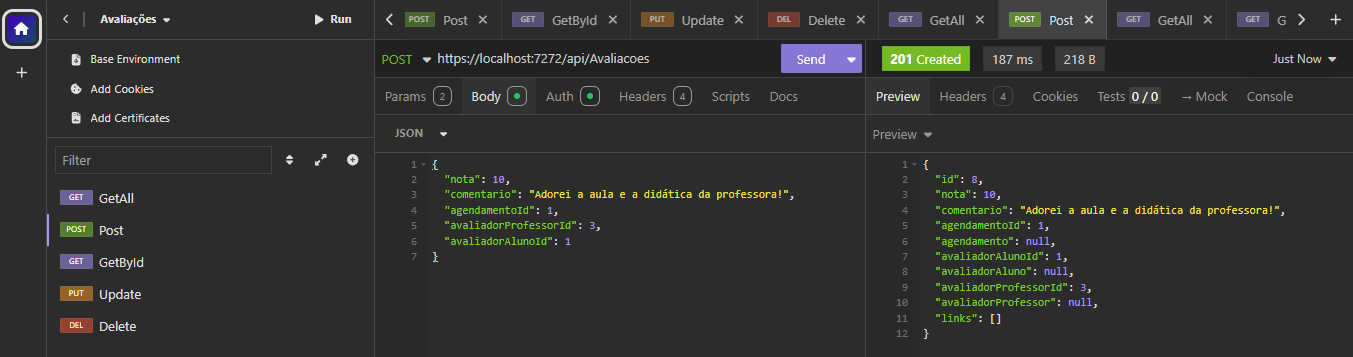 Avaliações
Run
Base Environment
Add Cookies
Add Certificates
Filter
GET GetAll
POST Post
GET GetById
PUT Update
DEL Delete
POST Post
GET GetById
PUT Update
DEL Delete
GET GetAll
POST Post
GET GetAll
GET G
POST https://localhost:7272/api/Avaliacoes
Send
Params 2 Body Auth Headers 4 Scripts Docs
JSON
1 {
2 "nota": 10,
3 "comentario": "Adorei a aula e a didática da professora!",
4 "agendamentoId": 1,
5 "avaliadorProfessorId": 3,
6 "avaliadorAlunoId": 1
7 }
201 Created 187 ms 218 B Just Now
Preview Headers 4 Cookies Tests 0 / 0 → Mock Console
Preview
1 {
2 "id": 8,
3 "nota": 10,
4 "comentario": "Adorei a aula e a didática da professora!",
5 "agendamentoId": 1,
6 "agendamento": null,
7 "avaliadorAlunoId": 1,
8 "avaliadorAluno": null,
9 "avaliadorProfessorId": 3,
10 "avaliadorProfessor": null,
11 "links": []
12 }